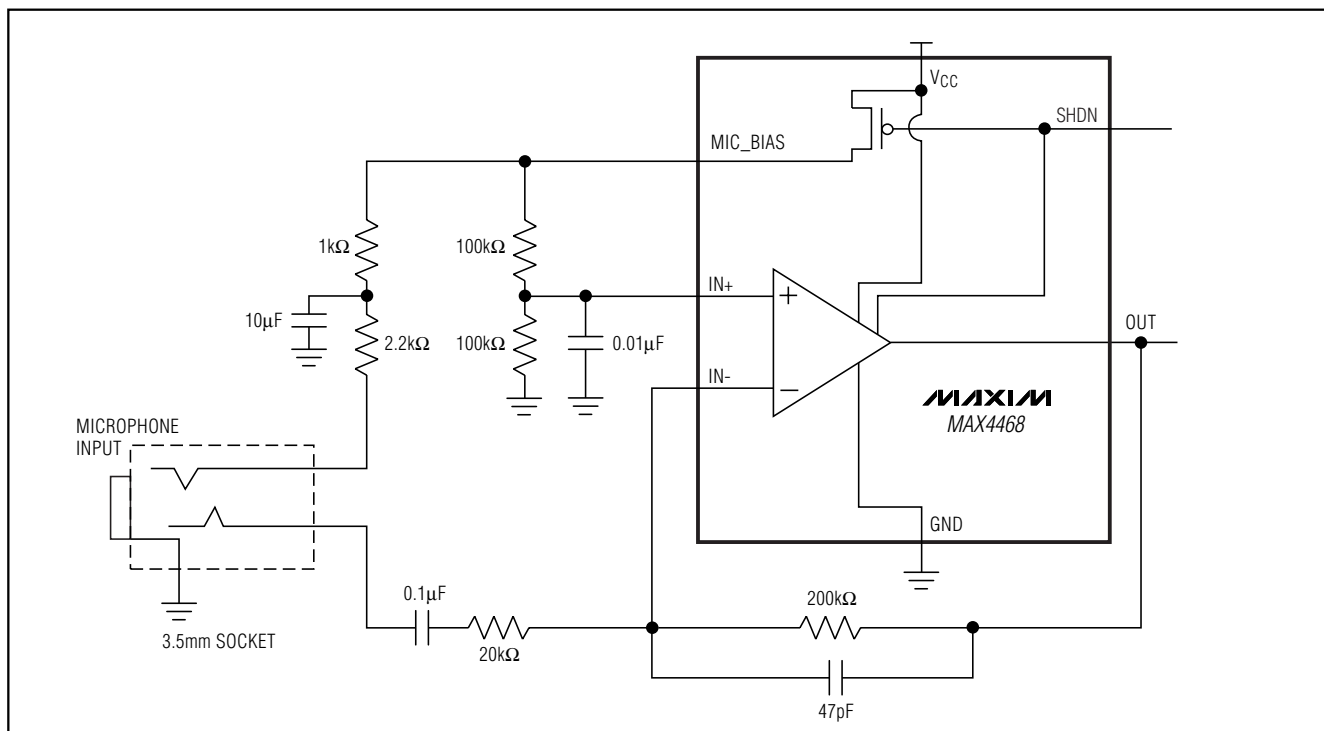 VCC
SHDN
MIC_BIAS
1kΩ
100kΩ
IN+
+
10µF
2.2kΩ
100kΩ
0.01µF
OUT
IN-
−
MAXIM
MAX4468
MICROPHONE
INPUT
GND
0.1µF
200kΩ
3.5mm SOCKET
20kΩ
47pF